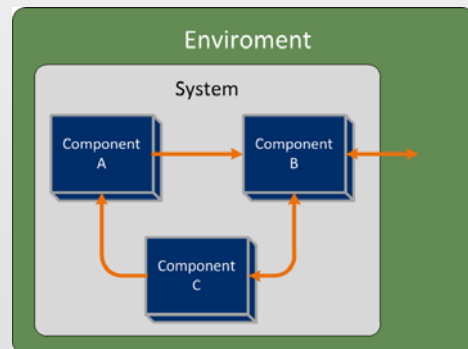 Enviroment
System
Component
A
Component
B
Component
C